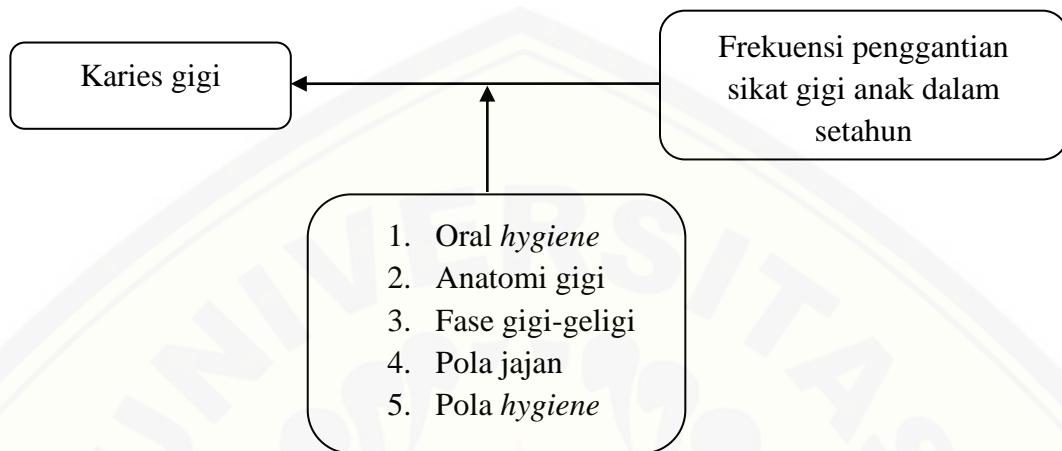 Karies gigi
Frekuensi penggantian
sikat gigi anak dalam
setahun
1. Oral hygiene
2. Anatomi gigi
3. Fase gigi-geligi
4. Pola jajan
5. Pola hygiene
UNIVERSITAS